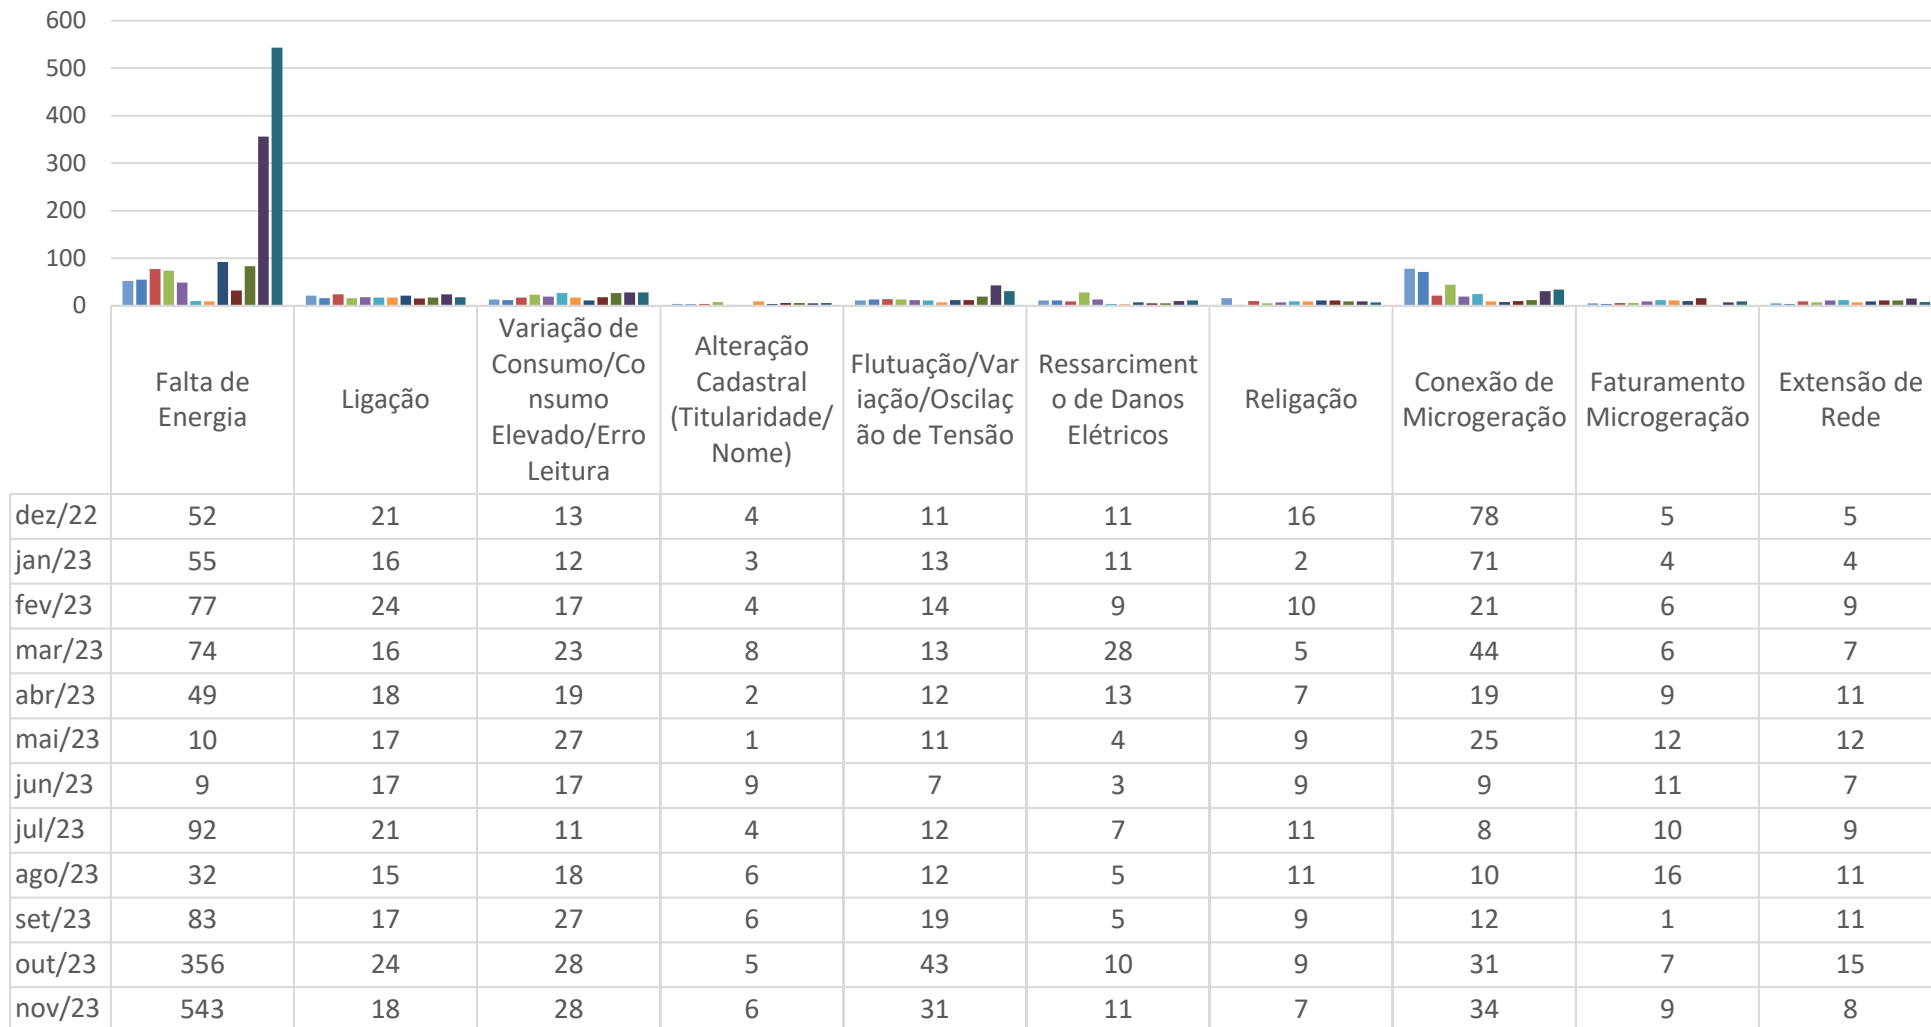 600
500
400
300
200
100
0
Falta de
Energia
Ligação
Variação de
Consumo/Co
nsumo
Elevado/Erro
Leitura
Alteração
Cadastral
(Titularidade/
Nome)
Flutuação/Var
iação/Oscilaç
ão de Tensão
Ressarciment
o de Danos
Elétricos
Religação
Conexão de
Microgeração
Faturamento
Microgeração
Extensão de
Rede
dez/22 52 21 13 4 11 11 16 78 5 5
jan/23 55 16 12 3 13 11 2 71 4 4
fev/23 77 24 17 4 14 9 10 21 6 9
mar/23 74 16 23 8 13 28 5 44 6 7
abr/23 49 18 19 2 12 13 7 19 9 11
mai/23 10 17 27 1 11 4 9 25 12 12
jun/23 9 17 17 9 7 3 9 9 11 7
jul/23 92 21 11 4 12 7 11 8 10 9
ago/23 32 15 18 6 12 5 11 10 16 11
set/23 83 17 27 6 19 5 9 12 1 11
out/23 356 24 28 5 43 10 9 31 7 15
nov/23 543 18 28 6 31 11 7 34 9 8